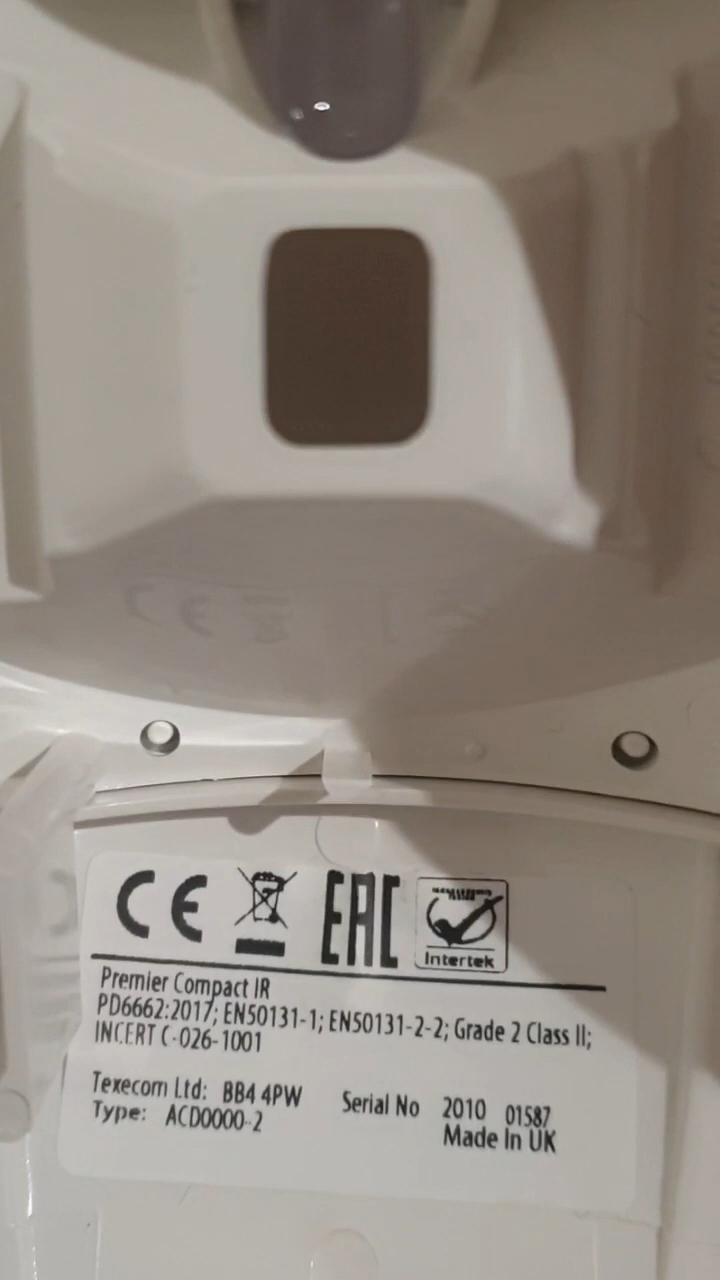 CE EAC Intertek
Premier Compact IR
PD6662:2017; EN50131-1; EN50131-2-2; Grade 2 Class II;
INCERT C-026-1001
Texecom Ltd: BB4 4PW Serial No 2010 01587
Type: ACD0000-2 Made In UK